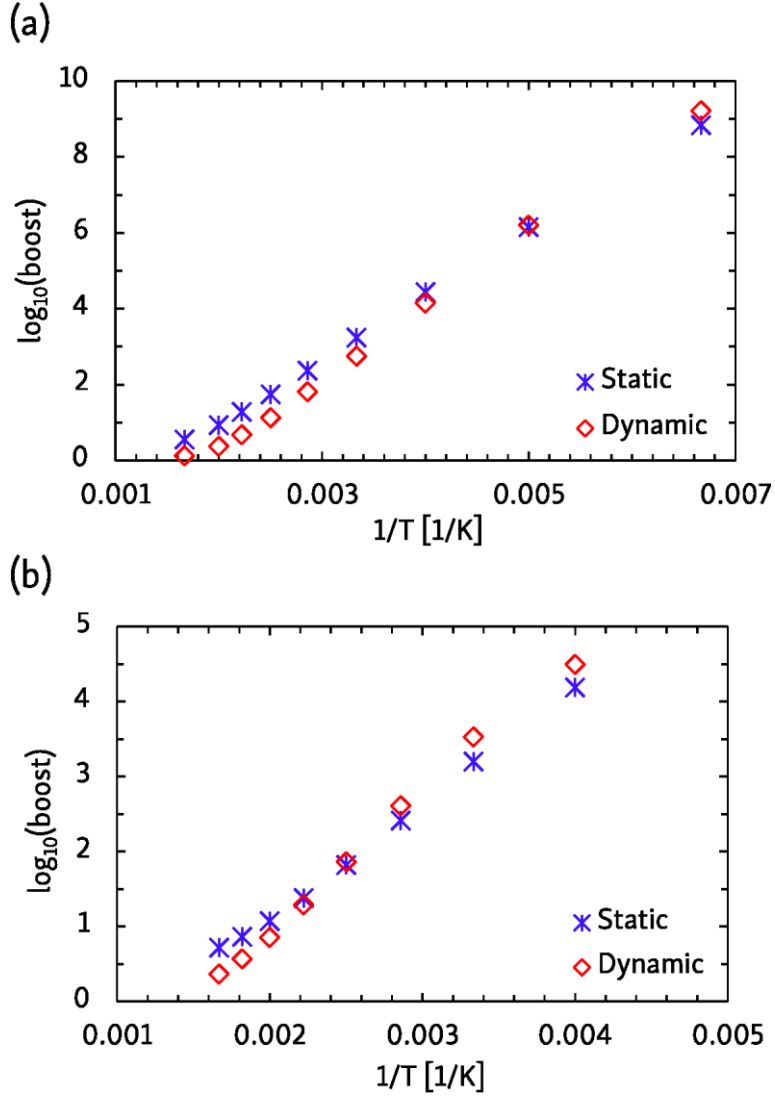 (a)
10
8
6
4
2
0
log10(boost)
Static
Dynamic
0.001 0.003 0.005 0.007
1/T [1/K]
(b)
5
4
3
2
1
0
log10(boost)
Static
Dynamic
0.001 0.002 0.003 0.004 0.005
1/T [1/K]